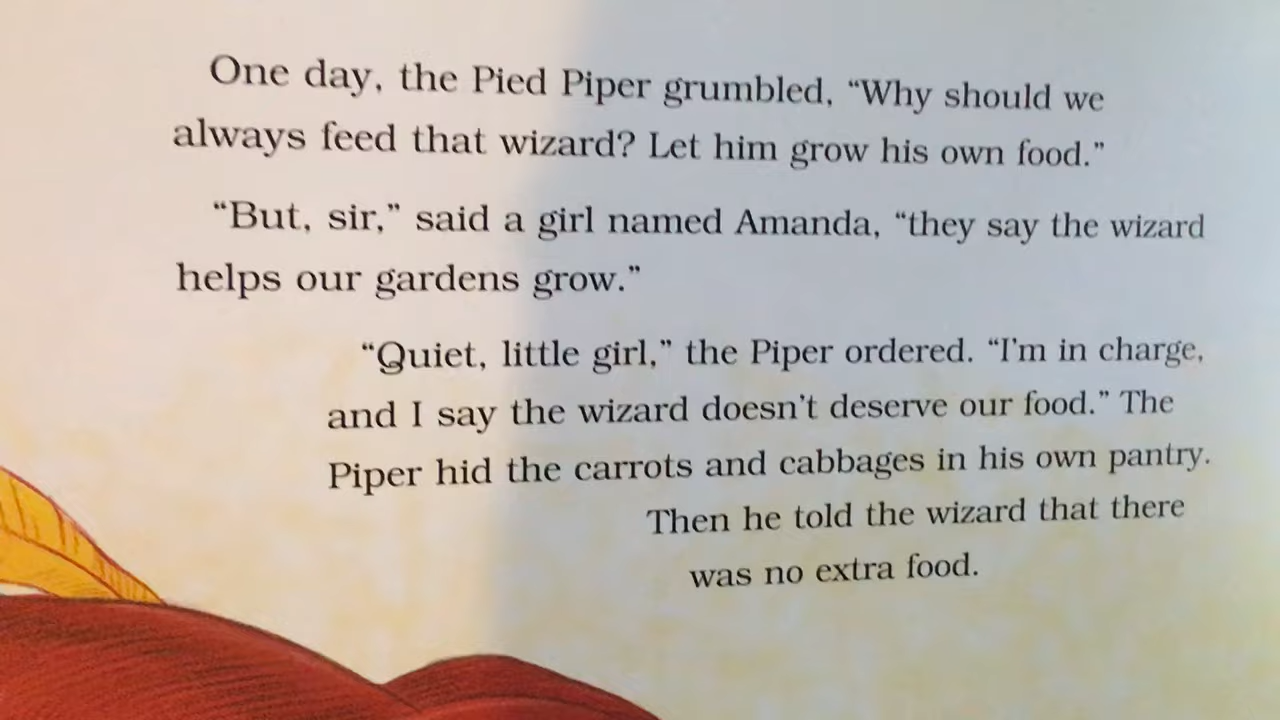 One day, the Pied Piper grumbled, “Why should we
always feed that wizard? Let him grow his own food.”
“But, sir,” said a girl named Amanda, “they say the wizard
helps our gardens grow.”
“Quiet, little girl,” the Piper ordered. “I'm in charge,
and I say the wizard doesn't deserve our food.” The
Piper hid the carrots and cabbages in his own pantry.
Then he told the wizard that there
was no extra food.